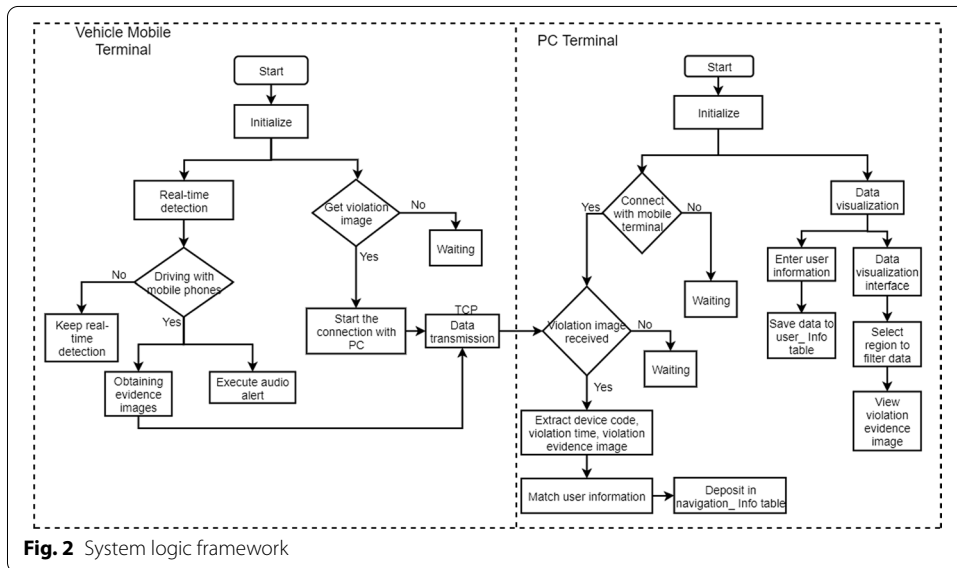 Vehicle Mobile
Terminal
Start
Initialize
Real-time
detection
Driving with
mobile phones
No
Yes
Keep real-
time
detection
Obtaining
evidence
images
Execute audio
alert
Get violation
image
No
Waiting
Yes
Start the
connection with
PC
TCP
Data
transmission
PC Terminal
Start
Initialize
Connect
with mobile
terminal
Yes
No
Waiting
Violation image
received
No
Waiting
Yes
Extract device code,
violation time, violation
evidence image
Match user information
Deposit in
navigation_ Info table
Data
visualization
Enter user
information
Save data to
user_ Info
table
Data
visualization
interface
Select
region to
filter data
View
violation
evidence
image
Fig. 2 System logic framework